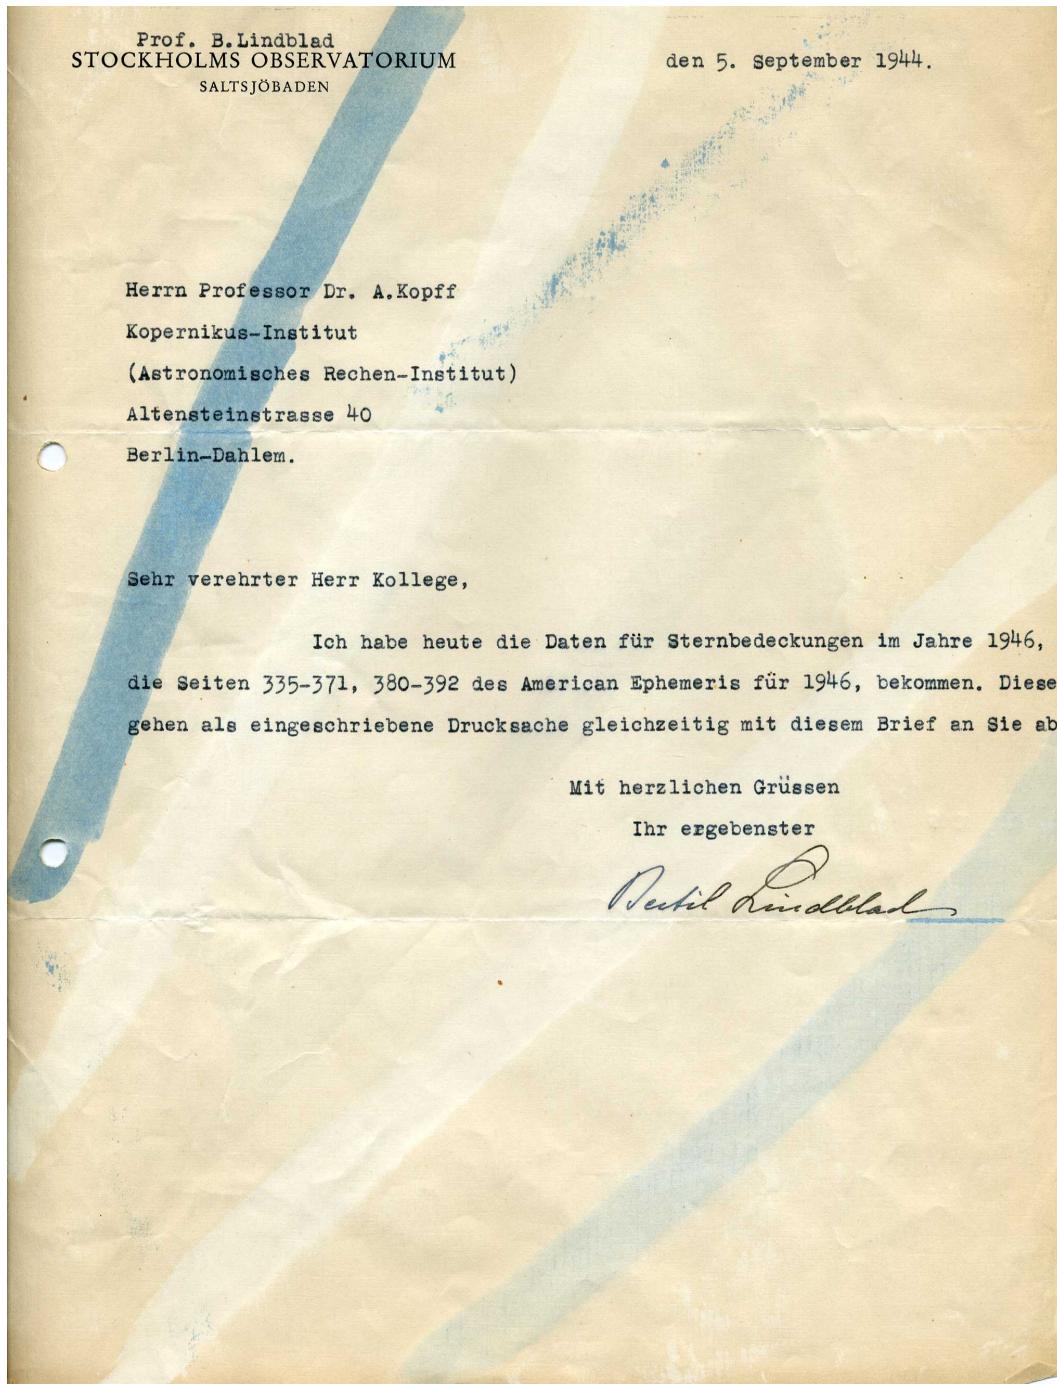 Prof. B.Lindblad
STOCKHOLMS OBSERVATORIUM
SALTSJÖBADEN
den 5. September 1944.
Herrn Professor Dr. A.Kopff
Kopernikus-Institut
(Astronomisches Rechen-Institut)
Altensteinstrasse 40
Berlin-Dahlem.
Sehr verehrter Herr Kollege,
Ich habe heute die Daten für Sternbedeckungen im Jahre 1946,
die Seiten 335-371, 380-392 des American Ephemeris für 1946, bekommen. Diese
gehen als eingeschriebene Drucksache gleichzeitig mit diesem Brief an Sie ab
Mit herzlichen Grüssen
Ihr ergebenster
Bertil Lindblad